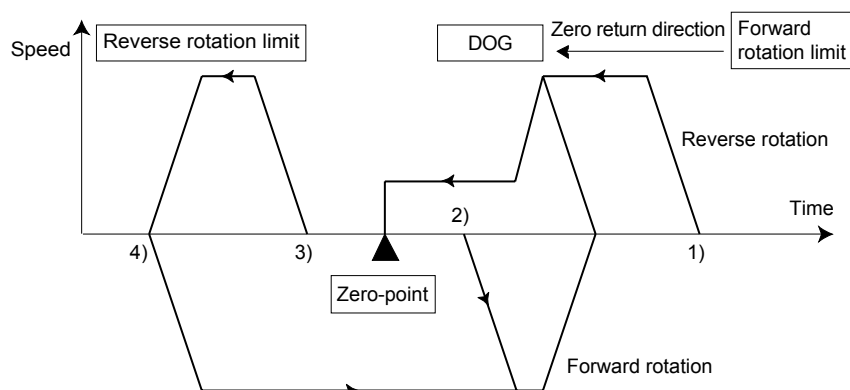 Speed
Reverse rotation limit
DOG
Zero return direction
Forward
rotation limit
Reverse rotation
2)
Time
4)
3)
1)
Zero-point
Forward rotation